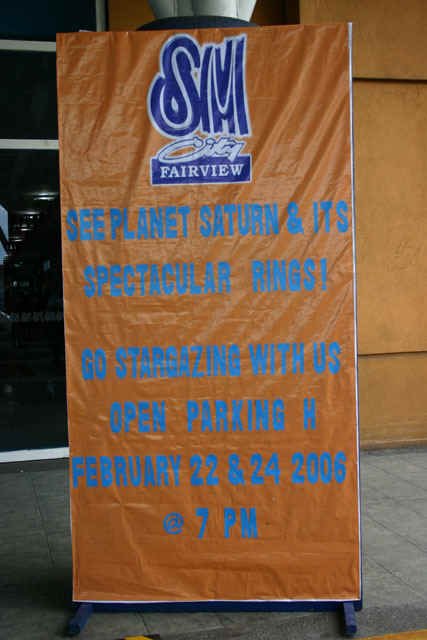 SM
City
FAIRVIEW
SEE PLANET SATURN & ITS
SPECTACULAR RINGS!
GO STARGAZING WITH US
OPEN PARKING H
FEBRUARY 22 & 24 2006
@ 7 PM